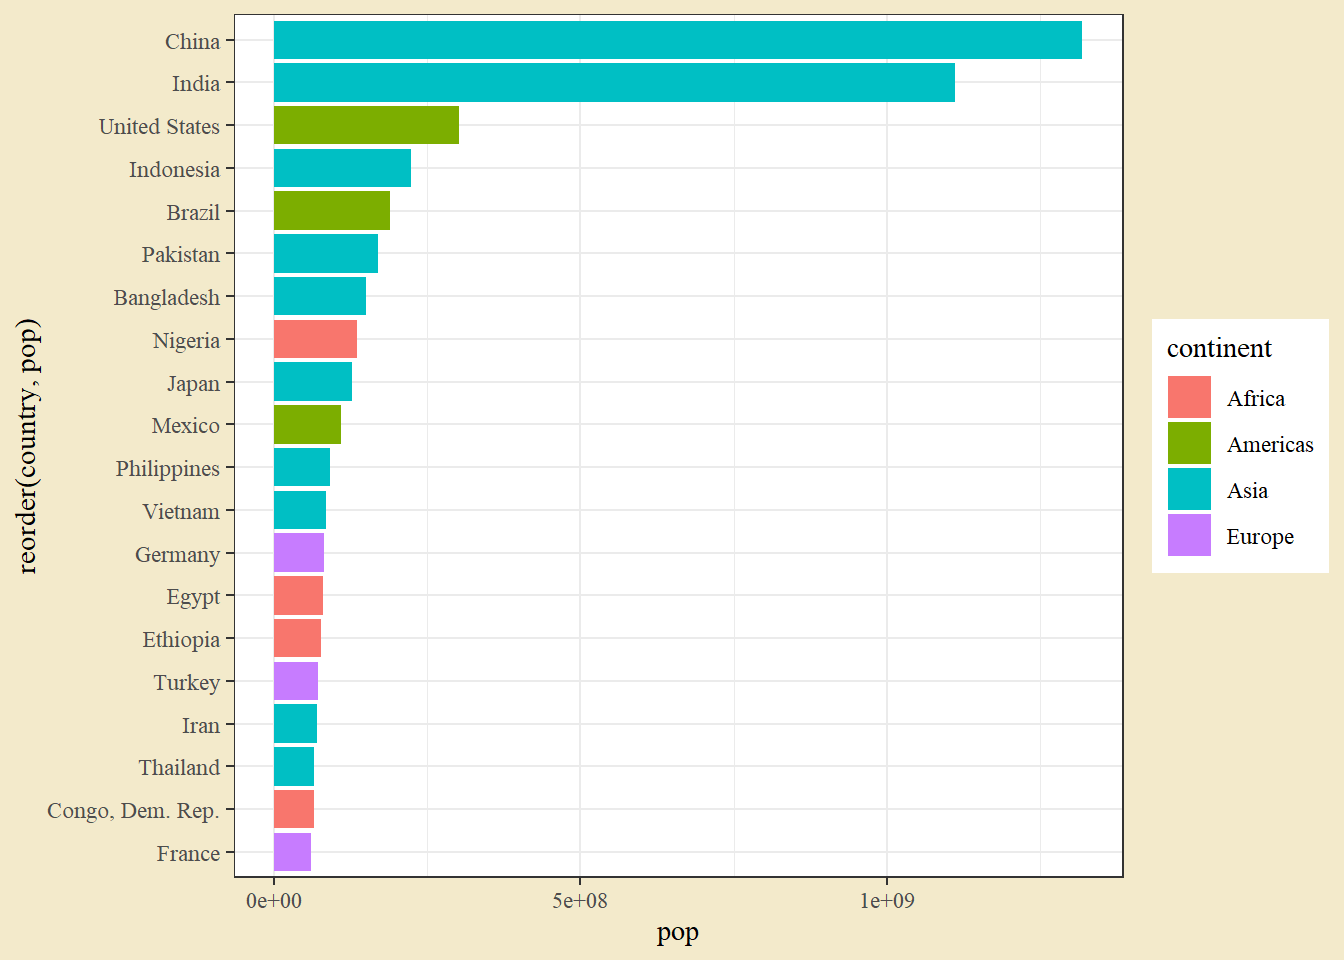 China
India
United States
Indonesia
Brazil
Pakistan
Bangladesh
Nigeria
Japan
Mexico
Philippines
Vietnam
Germany
Egypt
Ethiopia
Turkey
Iran
Thailand
Congo, Dem. Rep.
France
reorder(country, pop)
0e+00 5e+08 1e+09
pop
continent
Africa
Americas
Asia
Europe